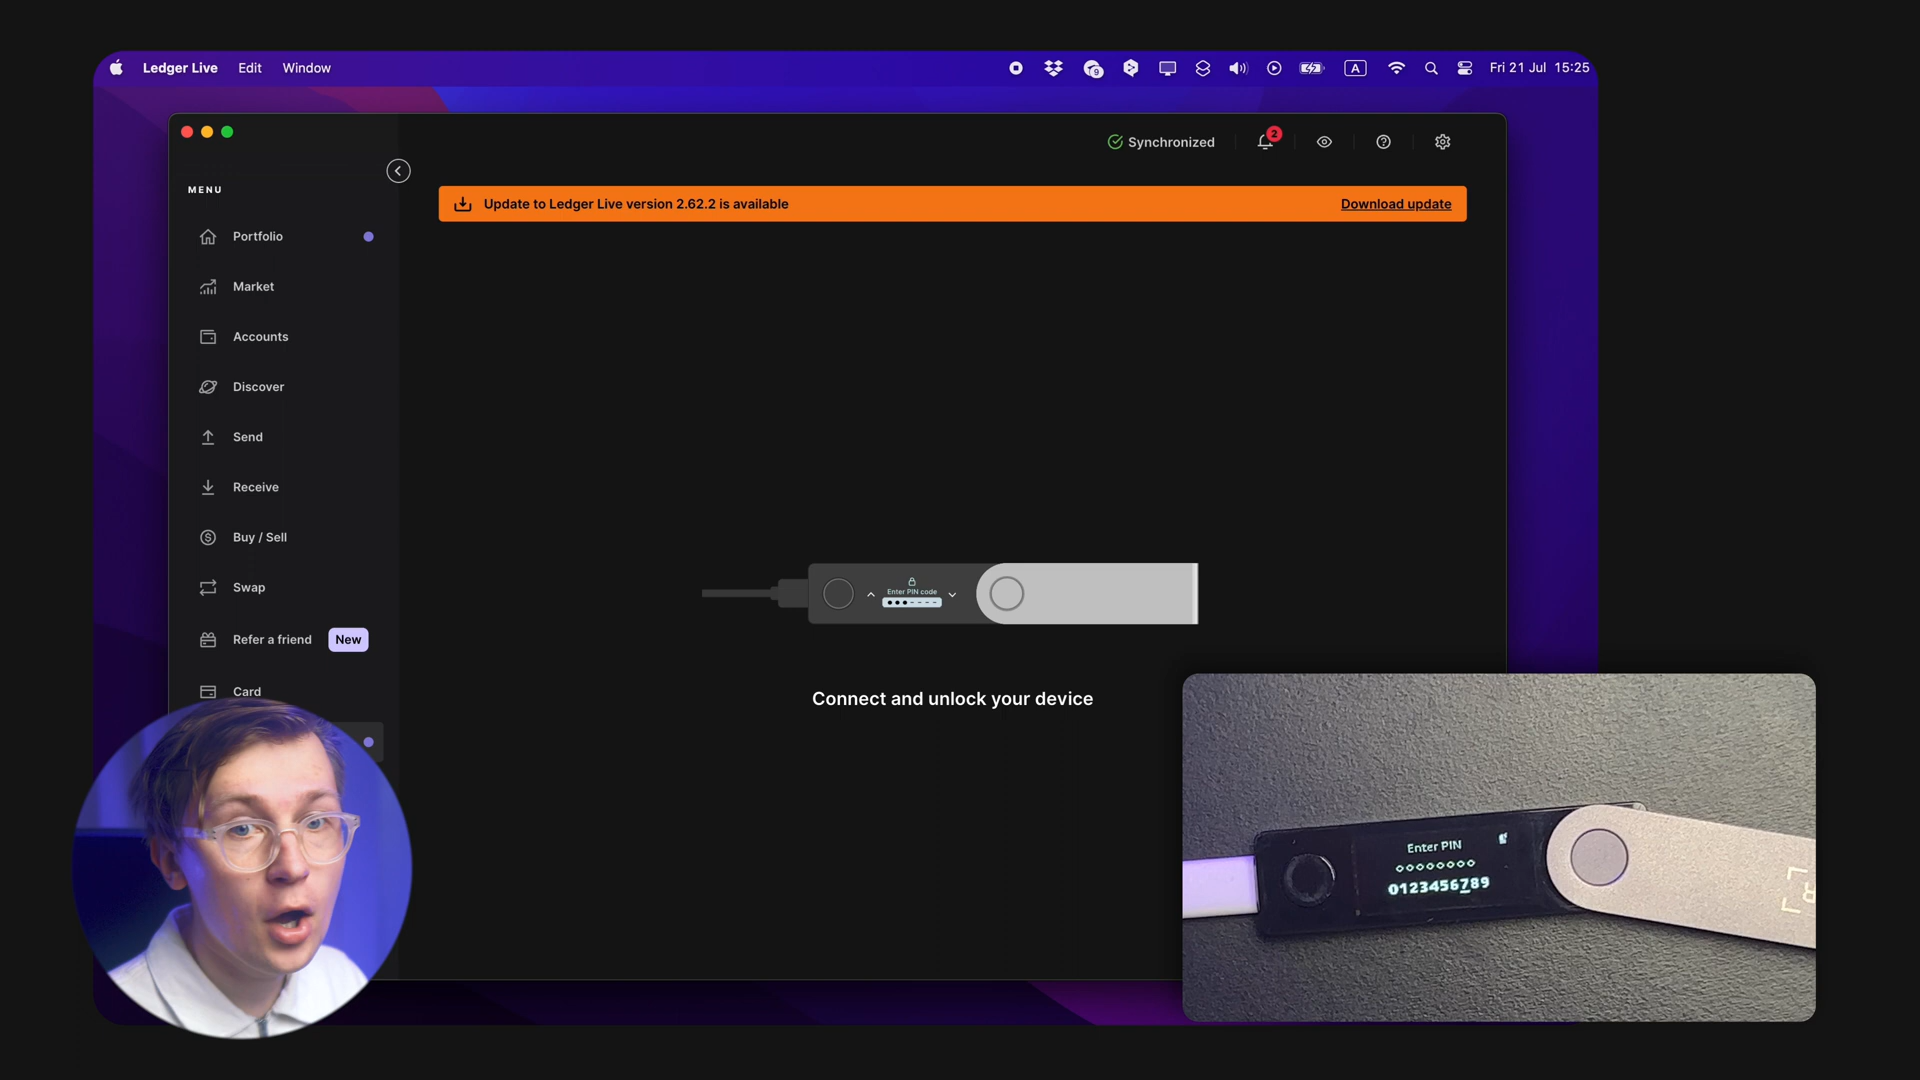 Ledger Live Edit Window
9
A
Fri 21 Jul 15:25
Synchronized
2
MENU
Update to Ledger Live version 2.62.2 is available
Download update
Portfolio
Market
Accounts
Discover
Send
Receive
Buy / Sell
Swap
Refer a friend New
Card
Enter PIN code
Connect and unlock your device
Enter PIN
0123456789